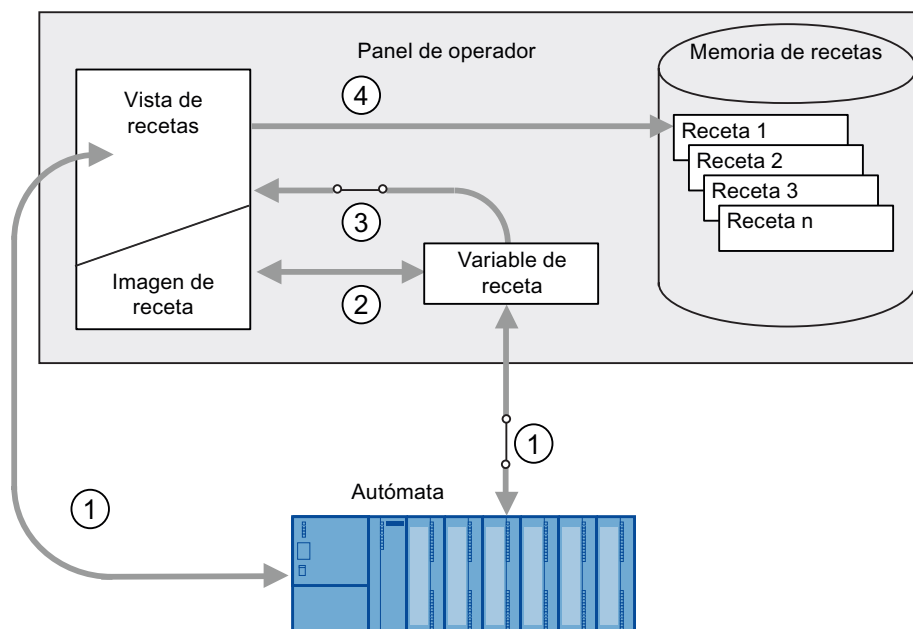 Panel de operador
Memoria de recetas
Vista de
recetas
4
Receta 1
Receta 2
Receta 3
Receta n
3
Variable de
receta
Imagen de
receta
2
1
1
Autómata